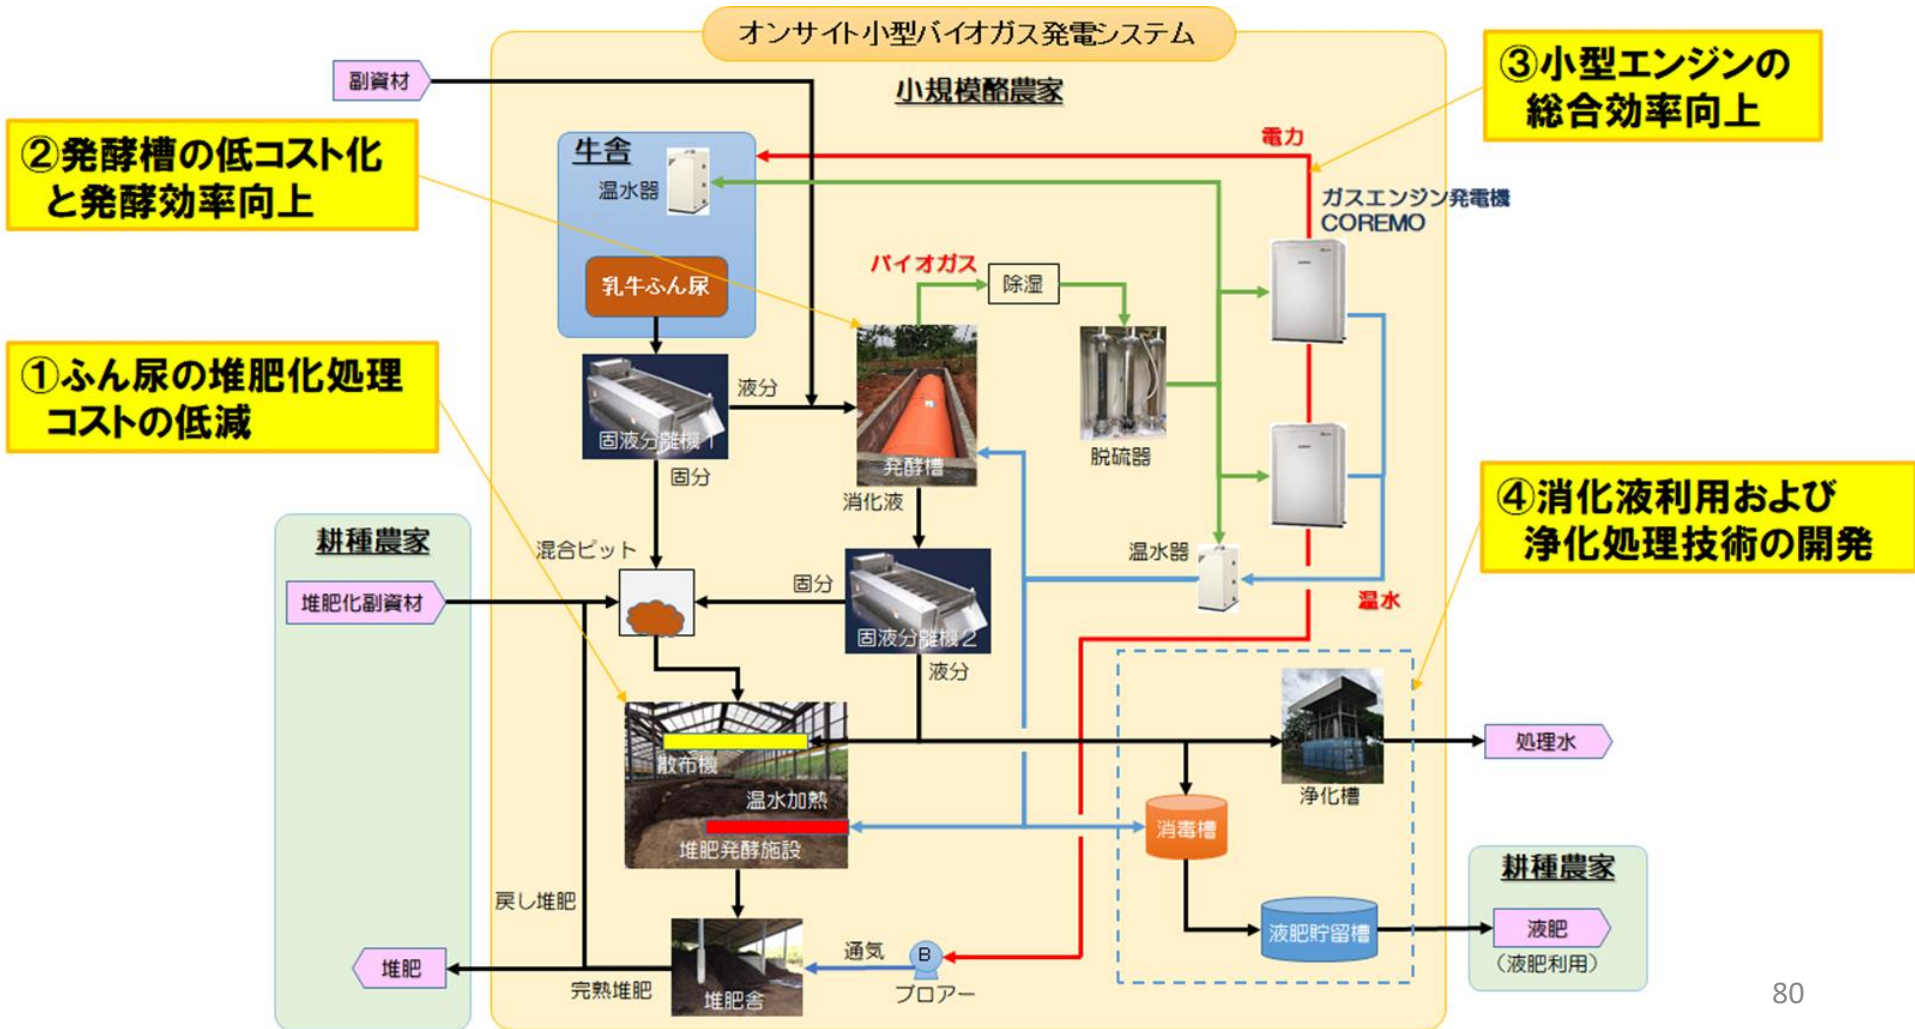 オンサイト小型バイオガス発電システム
小規模酪農家
副資材
③小型エンジンの
総合効率向上
②発酵槽の低コスト化
と発酵効率向上
牛舎
温水器
電力
ガスエンジン発電機
COREMO
乳牛ふん尿
バイオガス
除湿
①ふん尿の堆肥化処理
コストの低減
液分
固液分離機1
発酵槽
脱硫器
固分
消化液
④消化液利用および
浄化処理技術の開発
耕種農家
混合ピット
固分
温水器
堆肥化副資材
温水
固液分離機2
液分
散布機
温水加熱
堆肥発酵施設
浄化槽
処理水
消毒槽
耕種農家
戻し堆肥
液肥貯留槽
液肥
(液肥利用)
堆肥
完熟堆肥
堆肥舎
通気
B
ブロアー
80